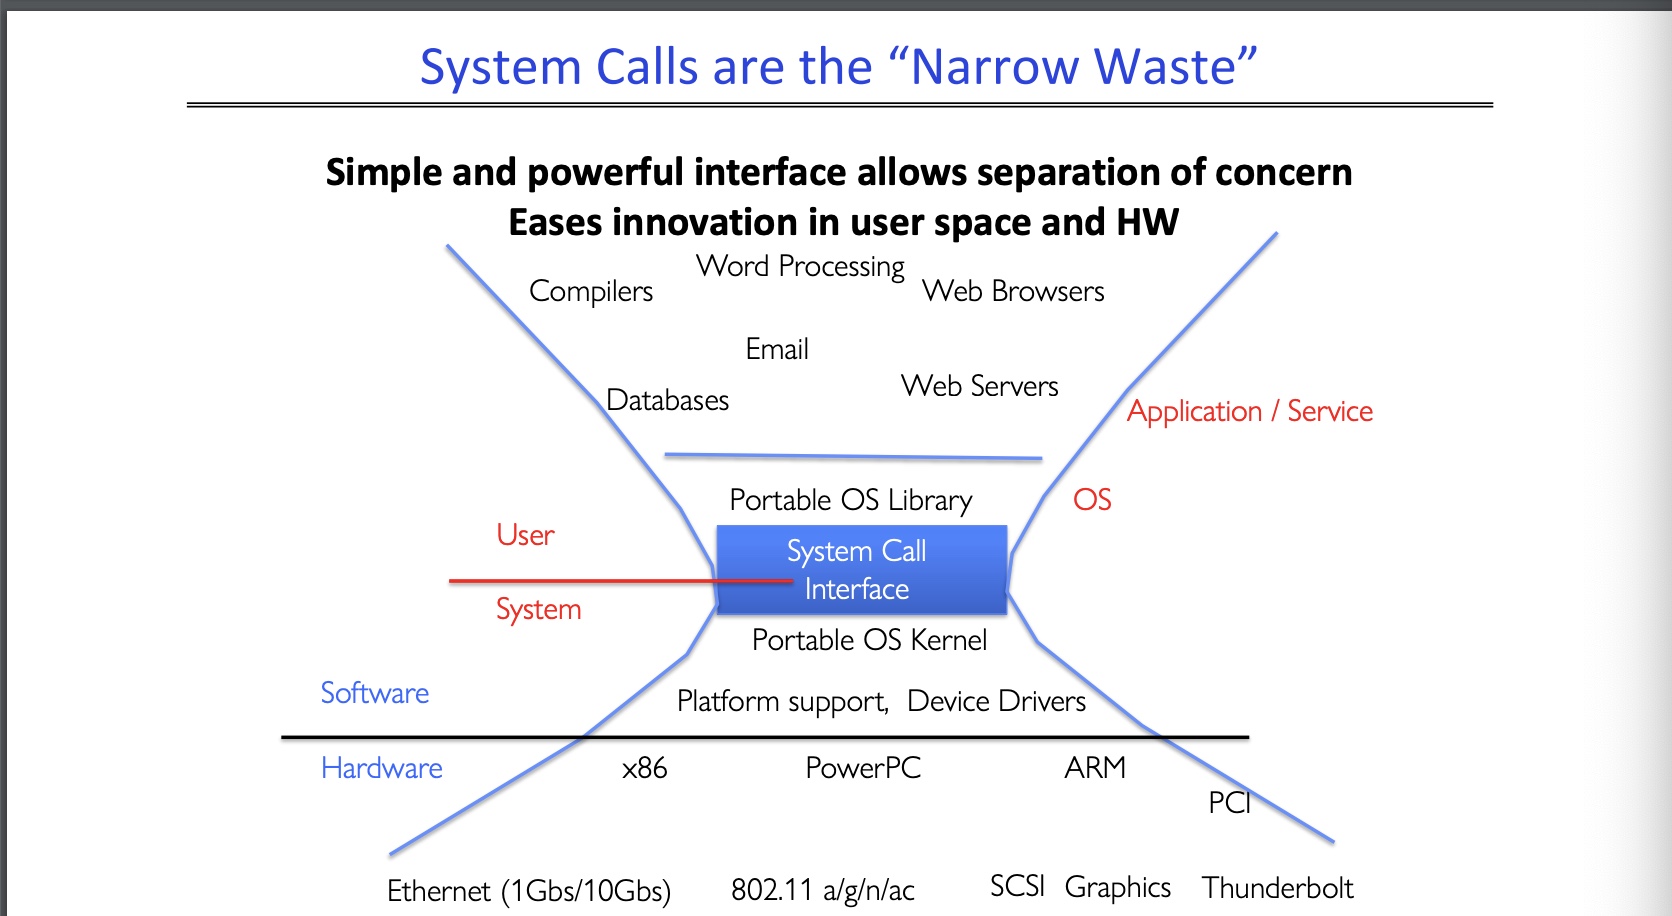 System Calls are the “Narrow Waste”
Simple and powerful interface allows separation of concern
Eases innovation in user space and HW
Word Processing
Compilers
Web Browsers
Email
Web Servers
Databases
Application / Service
Portable OS Library
OS
User
System Call
Interface
System
Portable OS Kernel
Software
Platform support, Device Drivers
Hardware
x86
PowerPC
ARM
PCI
Ethernet (1Gbs/10Gbs)
802.11 a/g/n/ac
SCSI
Graphics
Thunderbolt